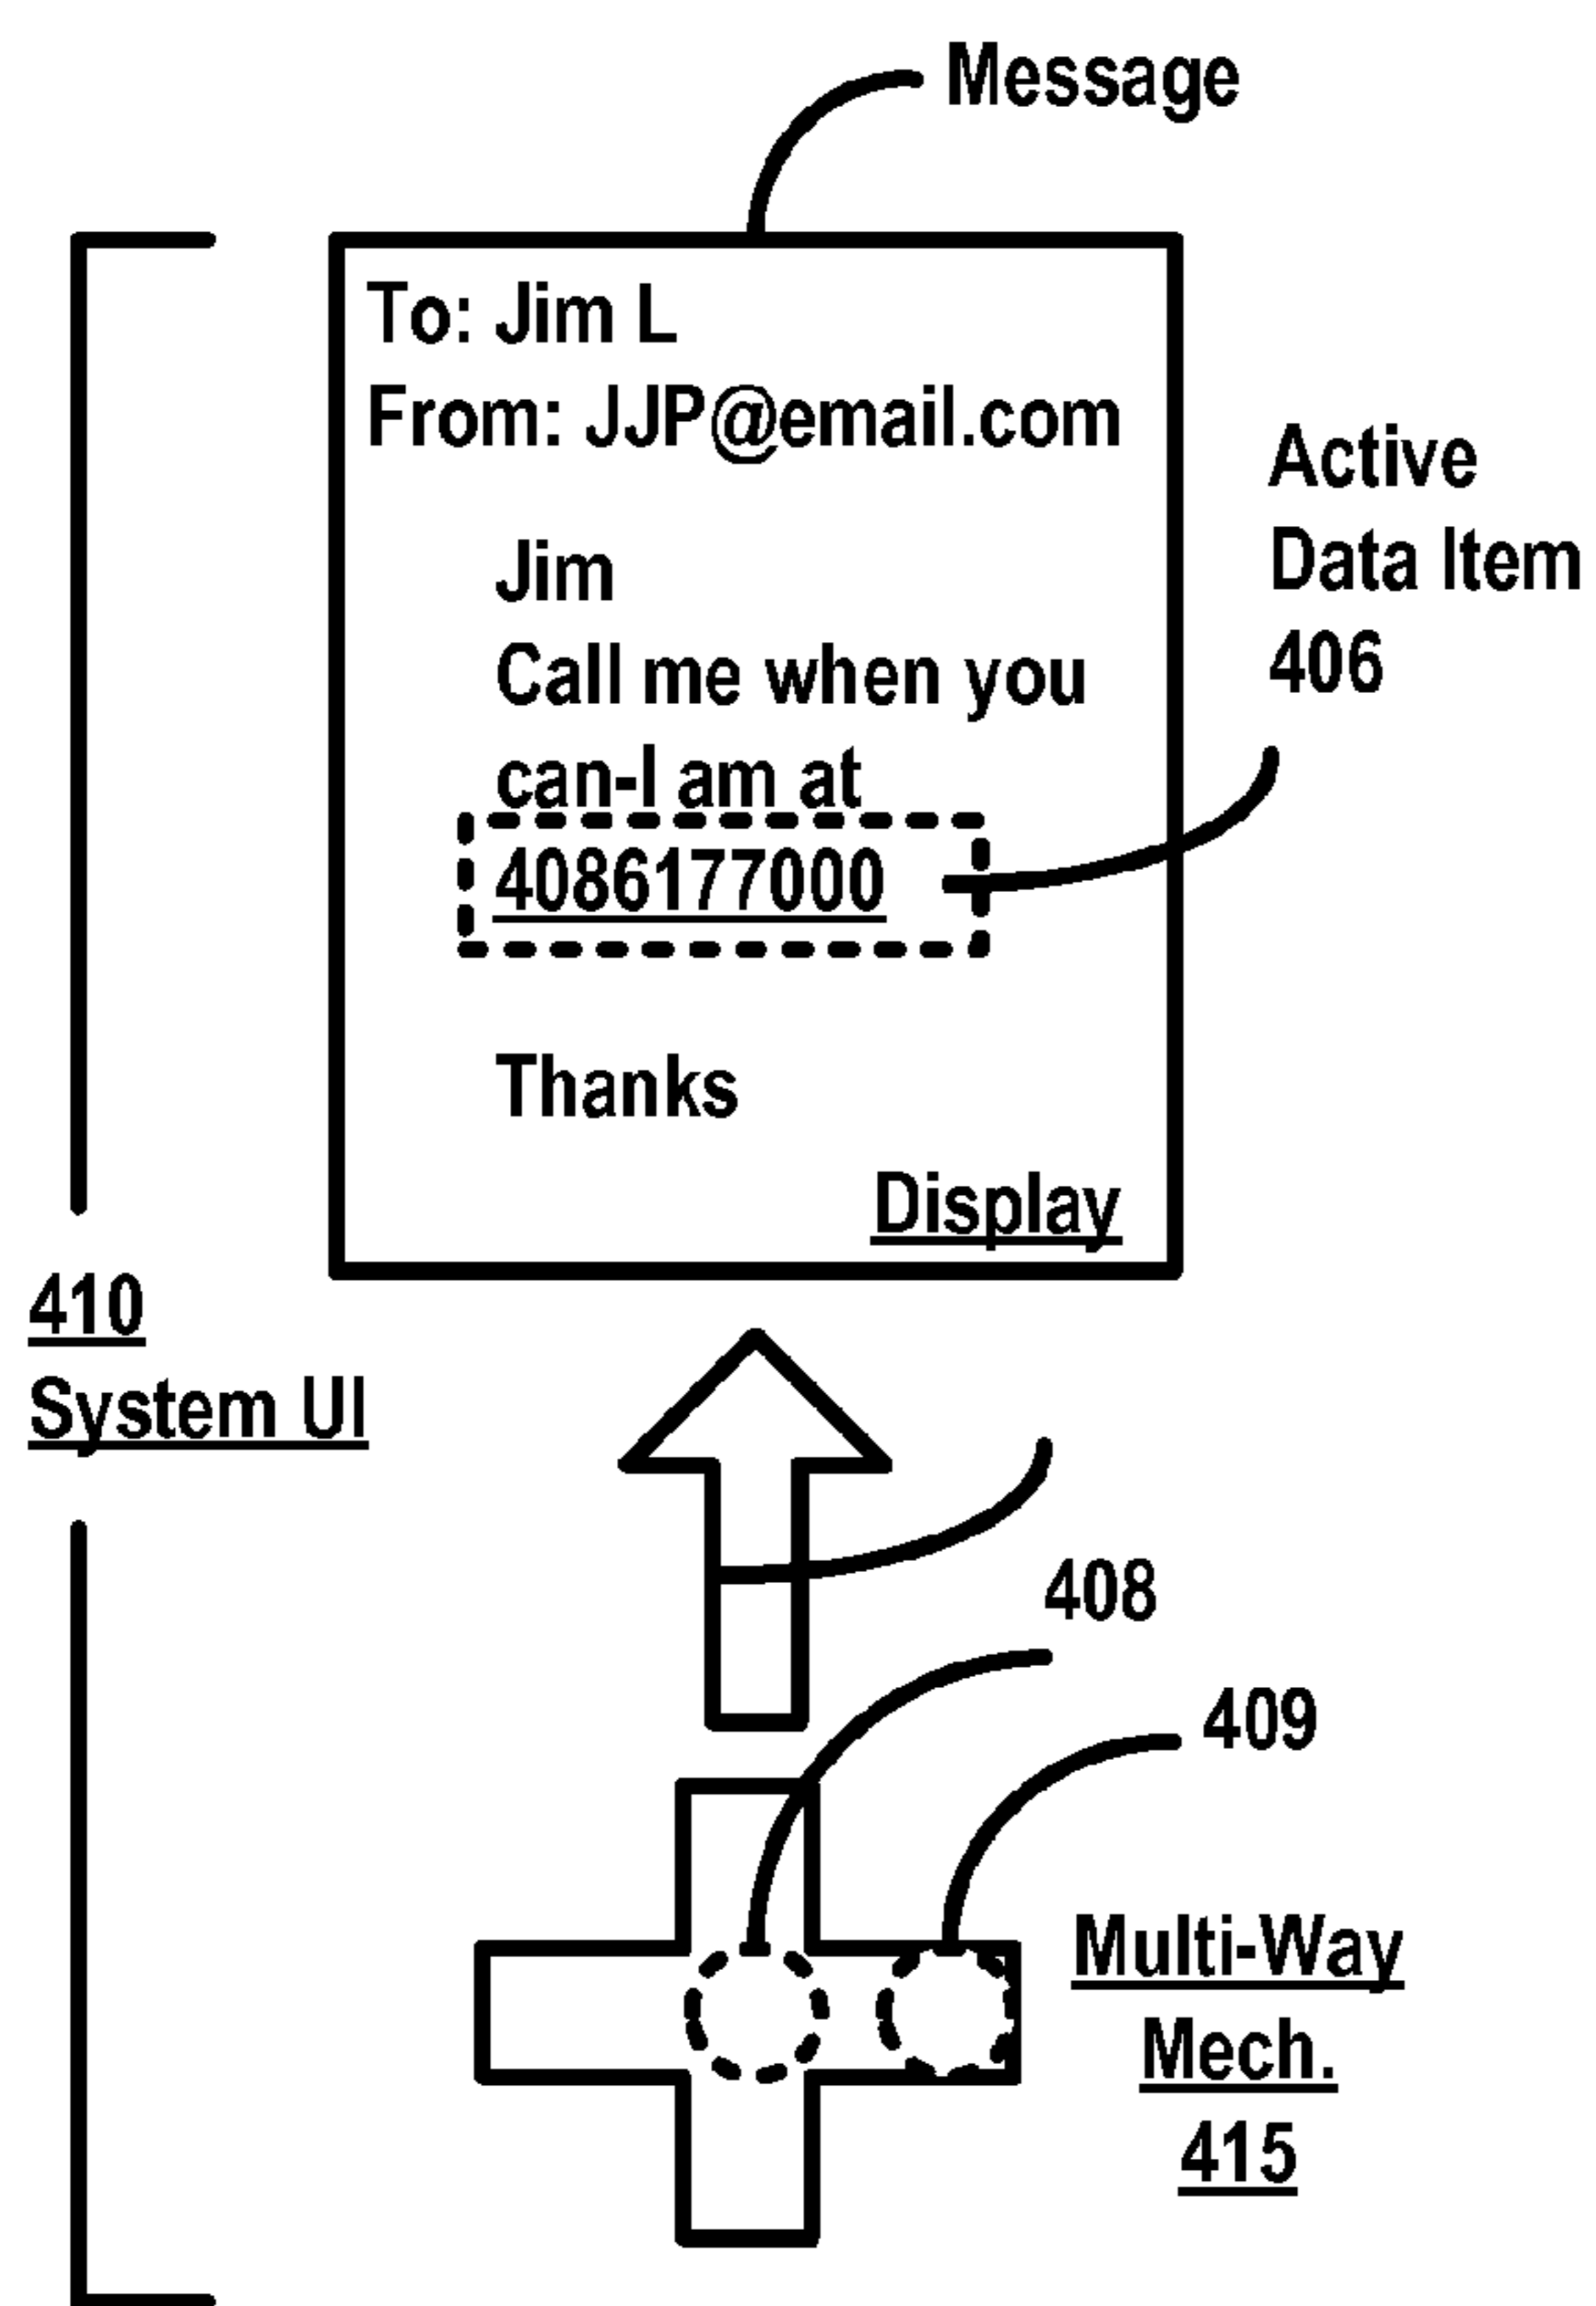 Message
To: Jim L
From: JJP@email.com
Jim
Call me when you
can-I am at
4086177000
Thanks
Display
Active
Data Item
406
410
System UI
408
409
Multi-Way
Mech.
415